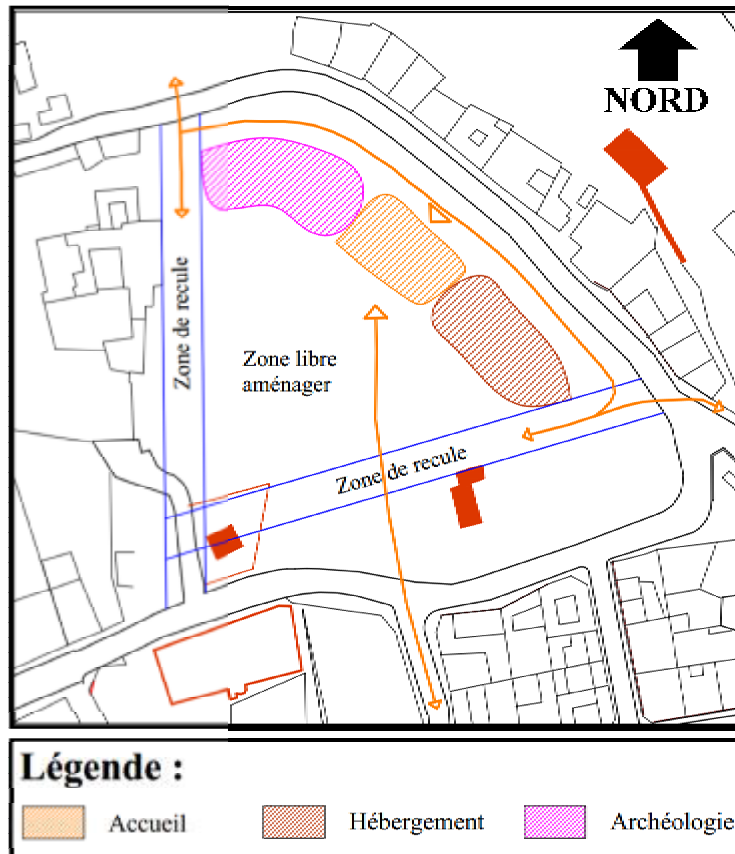 NORD
Zone de recule
Zone libre
aménager
Zone de recule
Légende :
Accueil
Hébergement
Archéologie